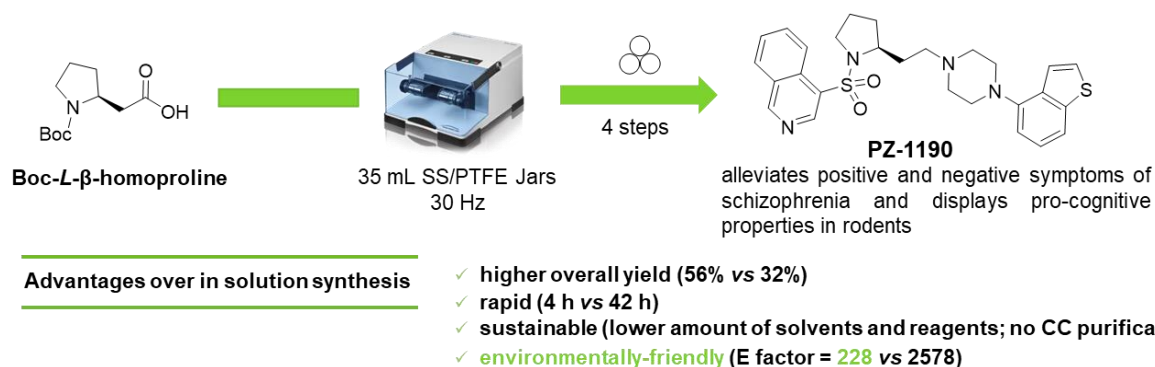 N
Boc
O
OH
Boc-L-β-homoproline
35 mL SS/PTFE Jars
30 Hz
4 steps
N
S
O
O
N
N
N
S
PZ-1190
alleviates positive and negative symptoms of
schizophrenia and displays pro-cognitive
properties in rodents
Advantages over in solution synthesis
✓ higher overall yield (56% vs 32%)
✓ rapid (4 h vs 42 h)
✓ sustainable (lower amount of solvents and reagents; no CC purifica
✓ environmentally-friendly (E factor = 228 vs 2578)